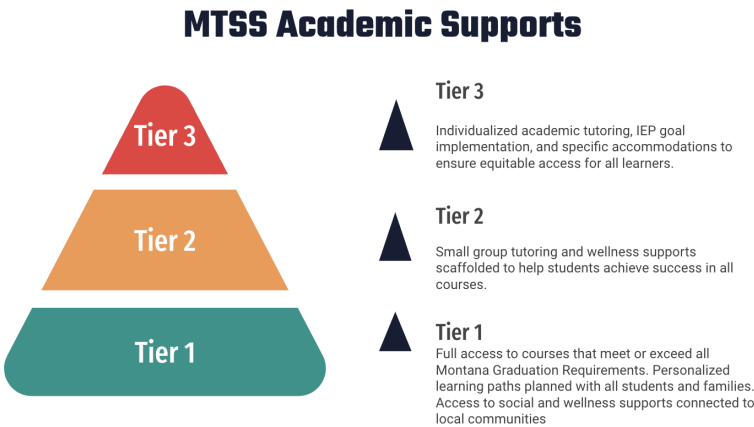 MTSS Academic Supports
Tier 3
Tier 2
Tier 1
Tier 3
Individualized academic tutoring, IEP goal
implementation, and specific accommodations to
ensure equitable access for all learners.
Tier 2
Small group tutoring and wellness supports
scaffolded to help students achieve success in all
courses.
Tier 1
Full access to courses that meet or exceed all
Montana Graduation Requirements. Personalized
learning paths planned with all students and families.
Access to social and wellness supports connected to
local communities